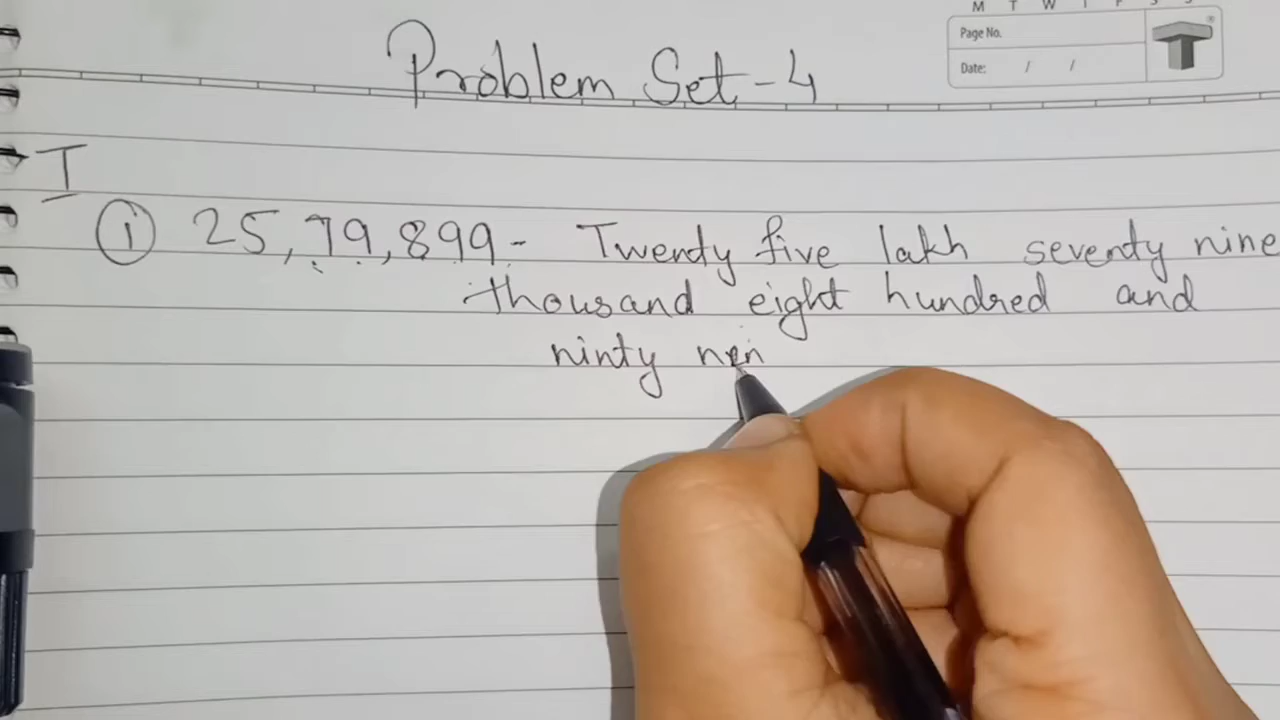 M T W T F S S
Page No.
Date: / /
Problem Set-4
I
i 25,79,899 - Twenty five lakh seventy nine
thousand eight hundred and
ninty